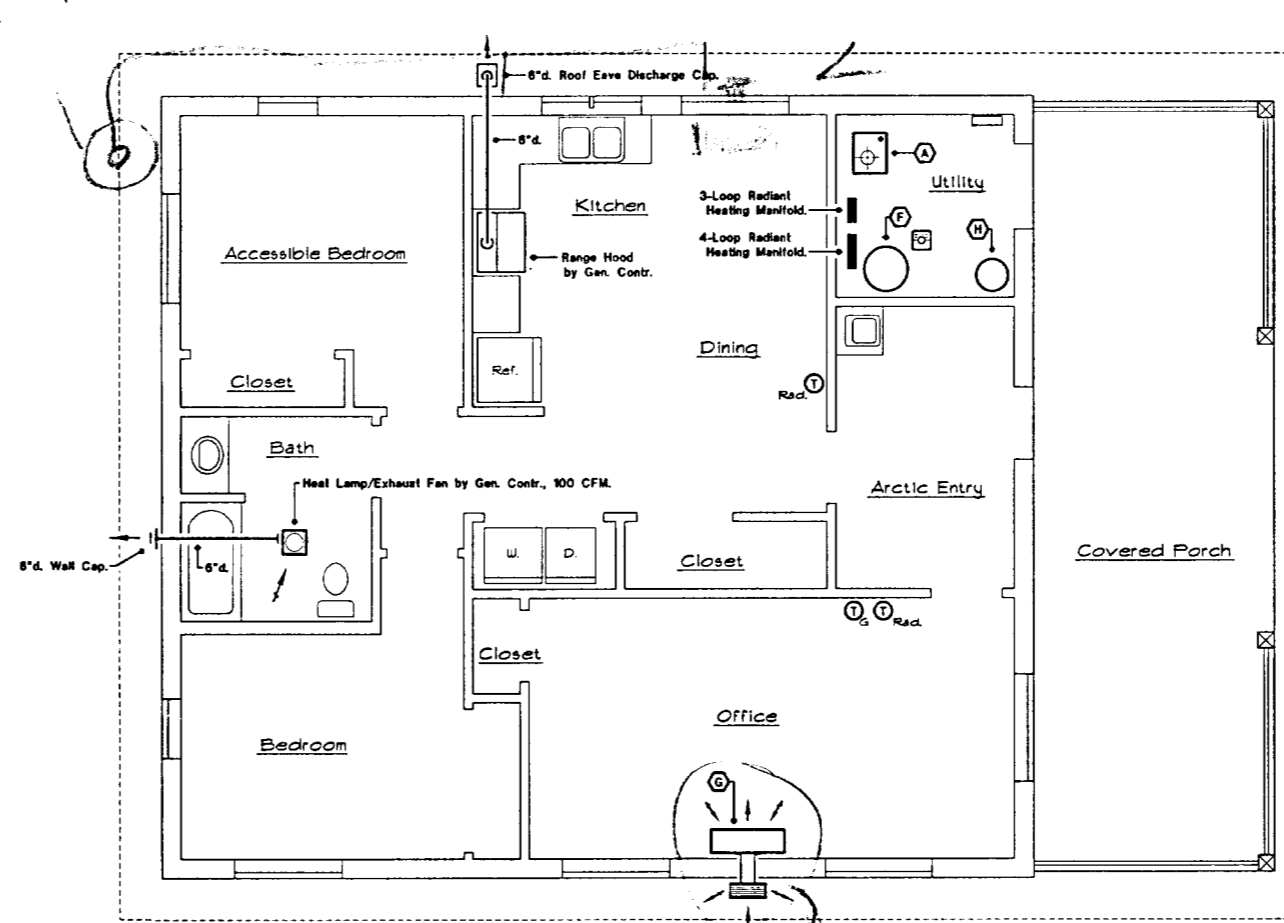 6"d. Roof Eave Discharge Cap.
6"d.
A
Utility
Kitchen
3-Loop Radiant
Heating Manifold.
F
H
4-Loop Radiant
Heating Manifold.
Accessible Bedroom
Range Hood
by Gen. Contr.
Dining
Ref.
Closet
Rad.
T
Bath
Heat Lamp/Exhaust Fan by Gen. Contr., 100 CFM.
Arctic Entry
Covered Porch
W.
D.
Closet
6"d. Wall Cap.
6"d.
T
G
T
Rad.
Closet
Office
Bedroom
G